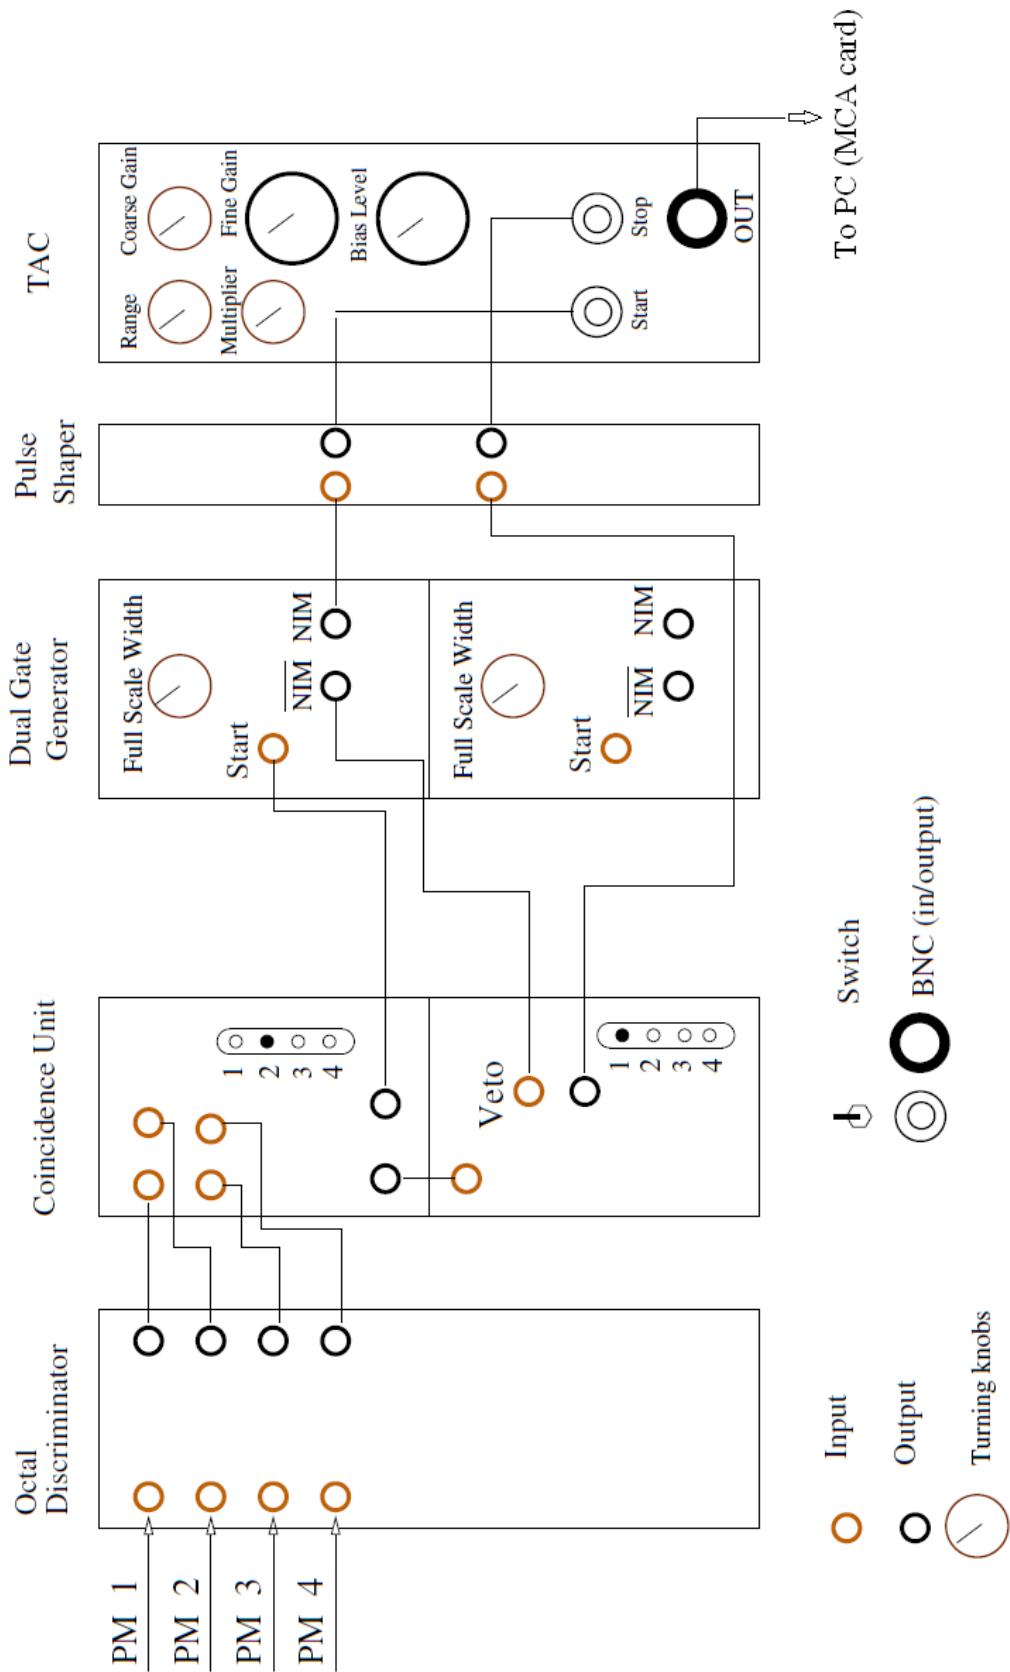 PM 1
PM 2
PM 3
PM 4
Octal
Discriminator
Coincidence Unit
1
2
3
4
Veto
1
2
3
4
Dual Gate
Generator
Full Scale Width
Start
N̅I̅M̅
NIM
Full Scale Width
Start
N̅I̅M̅
NIM
Pulse
Shaper
TAC
Range
Coarse Gain
Multiplier
Fine Gain
Bias Level
Start
Stop
OUT
To PC (MCA card)
Input
Output
Turning knobs
Switch
BNC (in/output)